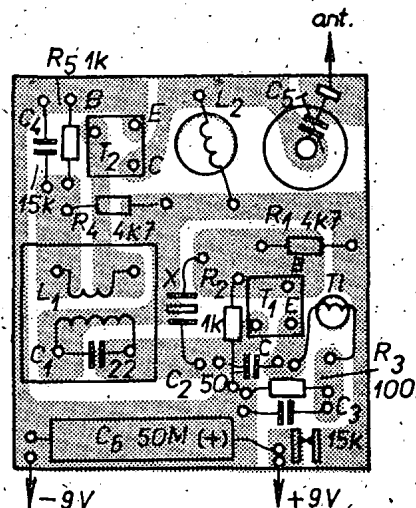 ant.
R5 1k
B
E
L2
C5
C4
T2
C
15k
R4 4k7
R1 4k7
X
R2
T1
E
Tl
L1
1k
C
R3
C1 22
C2 50
100
C3
C6 50M (+)
15k
-9V
+9V